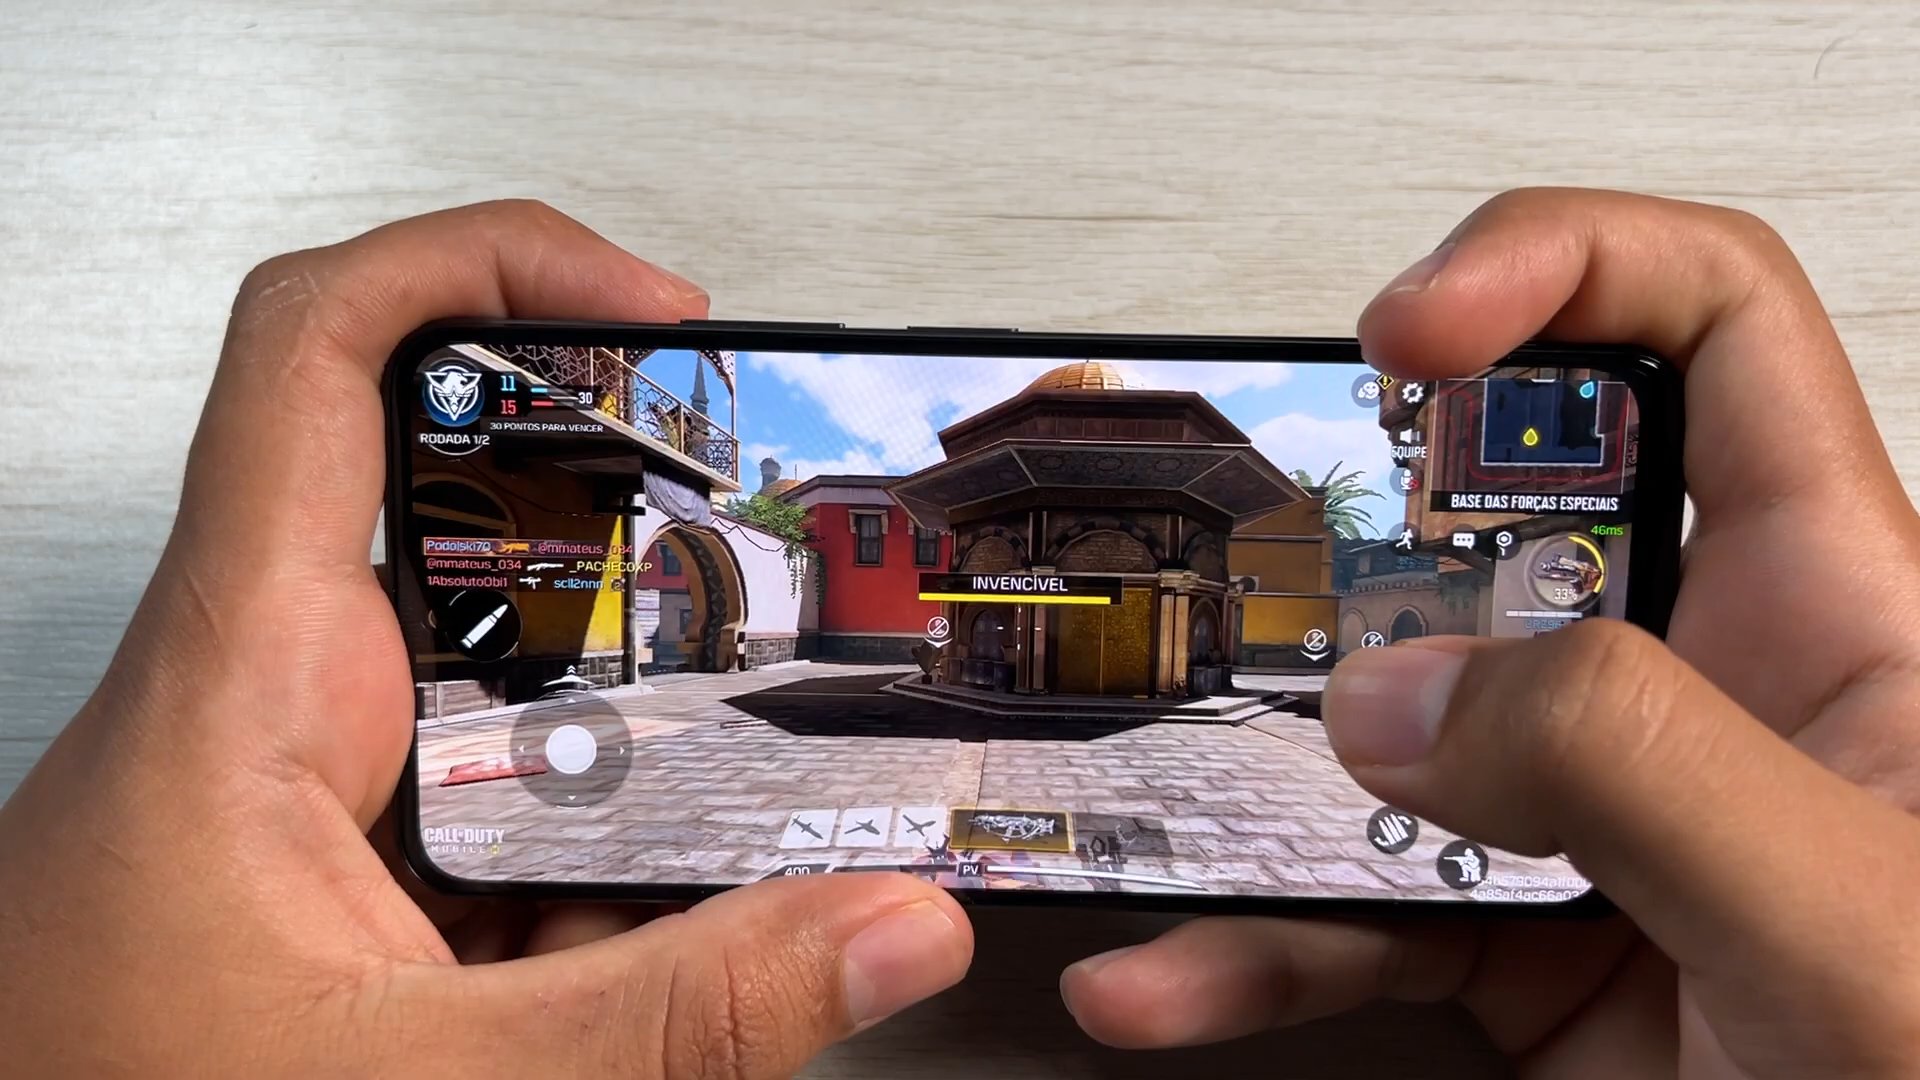 11
15
30
30 PONTOS PARA VENCER
RODADA 1/2
EQUIPE
BASE DAS FORÇAS ESPECIAIS
46ms
Podolski70 @mmateus_034
@mmateus_034 _PACHECOXP
1AbsolutoObi1 scll2nnn
INVENCÍVEL
33%
CALL OF DUTY
MOBILE
400
PV